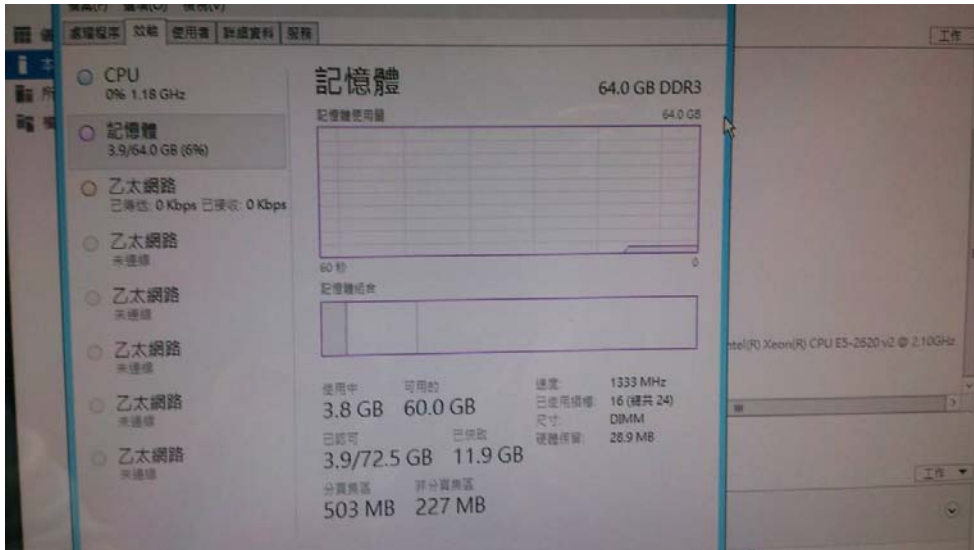 檔案(F) 選項(O) 檢視(V)
處理程序 效能 使用者 詳細資料 服務
工作
CPU
0% 1.18 GHz
記憶體
3.9/64.0 GB (6%)
乙太網路
已傳送: 0 Kbps 已接收: 0 Kbps
乙太網路
未連線
乙太網路
未連線
乙太網路
未連線
乙太網路
未連線
乙太網路
未連線
記憶體
64.0 GB DDR3
記憶體使用量
64.0 GB
60 秒
0
記憶體組合
使用中
3.8 GB
可用的
60.0 GB
已認可
3.9/72.5 GB
已快取
11.9 GB
分頁集區
503 MB
非分頁集區
227 MB
速度: 1333 MHz
已使用插槽: 16 (總共 24)
尺寸: DIMM
硬體保留: 28.9 MB
ntel(R) Xeon(R) CPU E5-2620 v2 @ 2.10GHz
工作